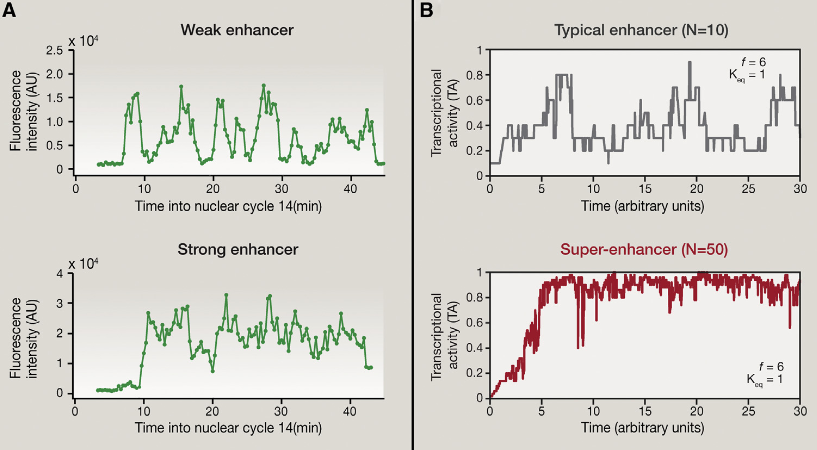 A
Weak enhancer
x 10⁴
Fluorescence
intensity (AU)
2.5
2.0
1.5
1.0
0.5
0
0 10 20 30 40
Time into nuclear cycle 14(min)
Strong enhancer
x 10⁴
Fluorescence
intensity (AU)
4
3
2
1
0
0 10 20 30 40
Time into nuclear cycle 14(min)
B
Typical enhancer (N=10)
f = 6
Keq = 1
Transcriptional
activity (TA)
1
0.8
0.6
0.4
0.2
0
0 5 10 15 20 25 30
Time (arbitrary units)
Super-enhancer (N=50)
Transcriptional
activity (TA)
1
0.8
0.6
0.4
0.2
0
f = 6
Keq = 1
0 5 10 15 20 25 30
Time (arbitrary units)